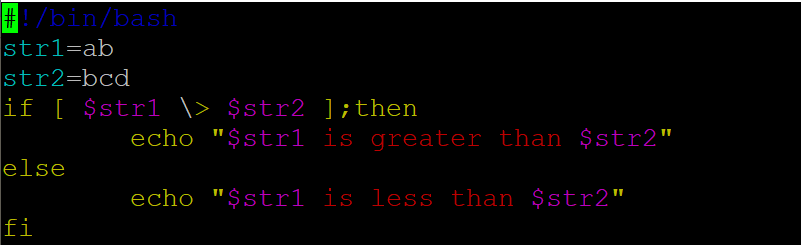 #!/bin/bash
str1=ab
str2=bcd
if [ $str1 \> $str2 ];then
        echo "$str1 is greater than $str2"
else
        echo "$str1 is less than $str2"
fi